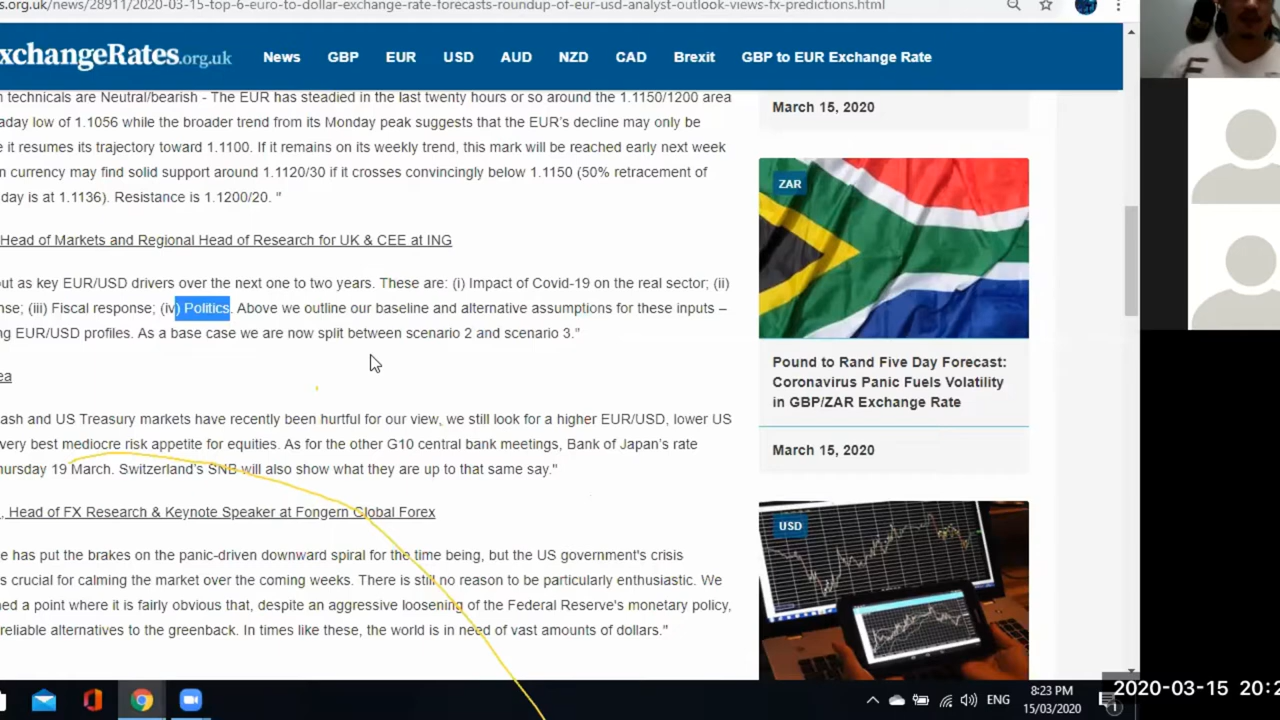 s.org.uk/news/28911/2020-03-15-top-6-euro-to-dollar-exchange-rate-forecasts-roundup-of-eur-usd-analyst-outlook-views-fx-predictions.html
xchangeRates.org.uk
News GBP EUR USD AUD NZD CAD Brexit GBP to EUR Exchange Rate
technicals are Neutral/bearish - The EUR has steadied in the last twenty hours or so around the 1.1150/1200 area
aday low of 1.1056 while the broader trend from its Monday peak suggests that the EUR's decline may only be
e it resumes its trajectory toward 1.1100. If it remains on its weekly trend, this mark will be reached early next week
n currency may find solid support around 1.1120/30 if it crosses convincingly below 1.1150 (50% retracement of
day is at 1.1136). Resistance is 1.1200/20. "
Head of Markets and Regional Head of Research for UK & CEE at ING
out as key EUR/USD drivers over the next one to two years. These are: (i) Impact of Covid-19 on the real sector; (ii)
nse; (iii) Fiscal response; (iv) Politics. Above we outline our baseline and alternative assumptions for these inputs –
ng EUR/USD profiles. As a base case we are now split between scenario 2 and scenario 3."
ea
ash and US Treasury markets have recently been hurtful for our view, we still look for a higher EUR/USD, lower US
very best mediocre risk appetite for equities. As for the other G10 central bank meetings, Bank of Japan's rate
hursday 19 March. Switzerland's SNB will also show what they are up to that same say."
, Head of FX Research & Keynote Speaker at Fongern Global Forex
e has put the brakes on the panic-driven downward spiral for the time being, but the US government's crisis
s crucial for calming the market over the coming weeks. There is still no reason to be particularly enthusiastic. We
hed a point where it is fairly obvious that, despite an aggressive loosening of the Federal Reserve's monetary policy,
reliable alternatives to the greenback. In times like these, the world is in need of vast amounts of dollars."
March 15, 2020
ZAR
Pound to Rand Five Day Forecast:
Coronavirus Panic Fuels Volatility
in GBP/ZAR Exchange Rate
March 15, 2020
USD
ENG
8:23 PM
15/03/2020
1
2020-03-15 20:2